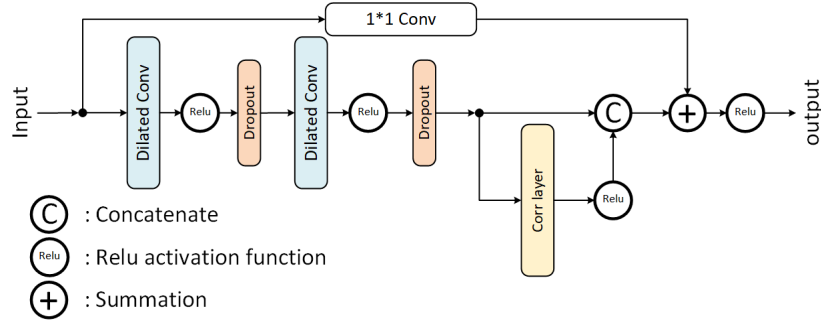 1*1 Conv
Input
Dilated Conv
Relu
Dropout
Dilated Conv
Relu
Dropout
C
+
Relu
output
Corr layer
Relu
C : Concatenate
Relu : Relu activation function
+ : Summation